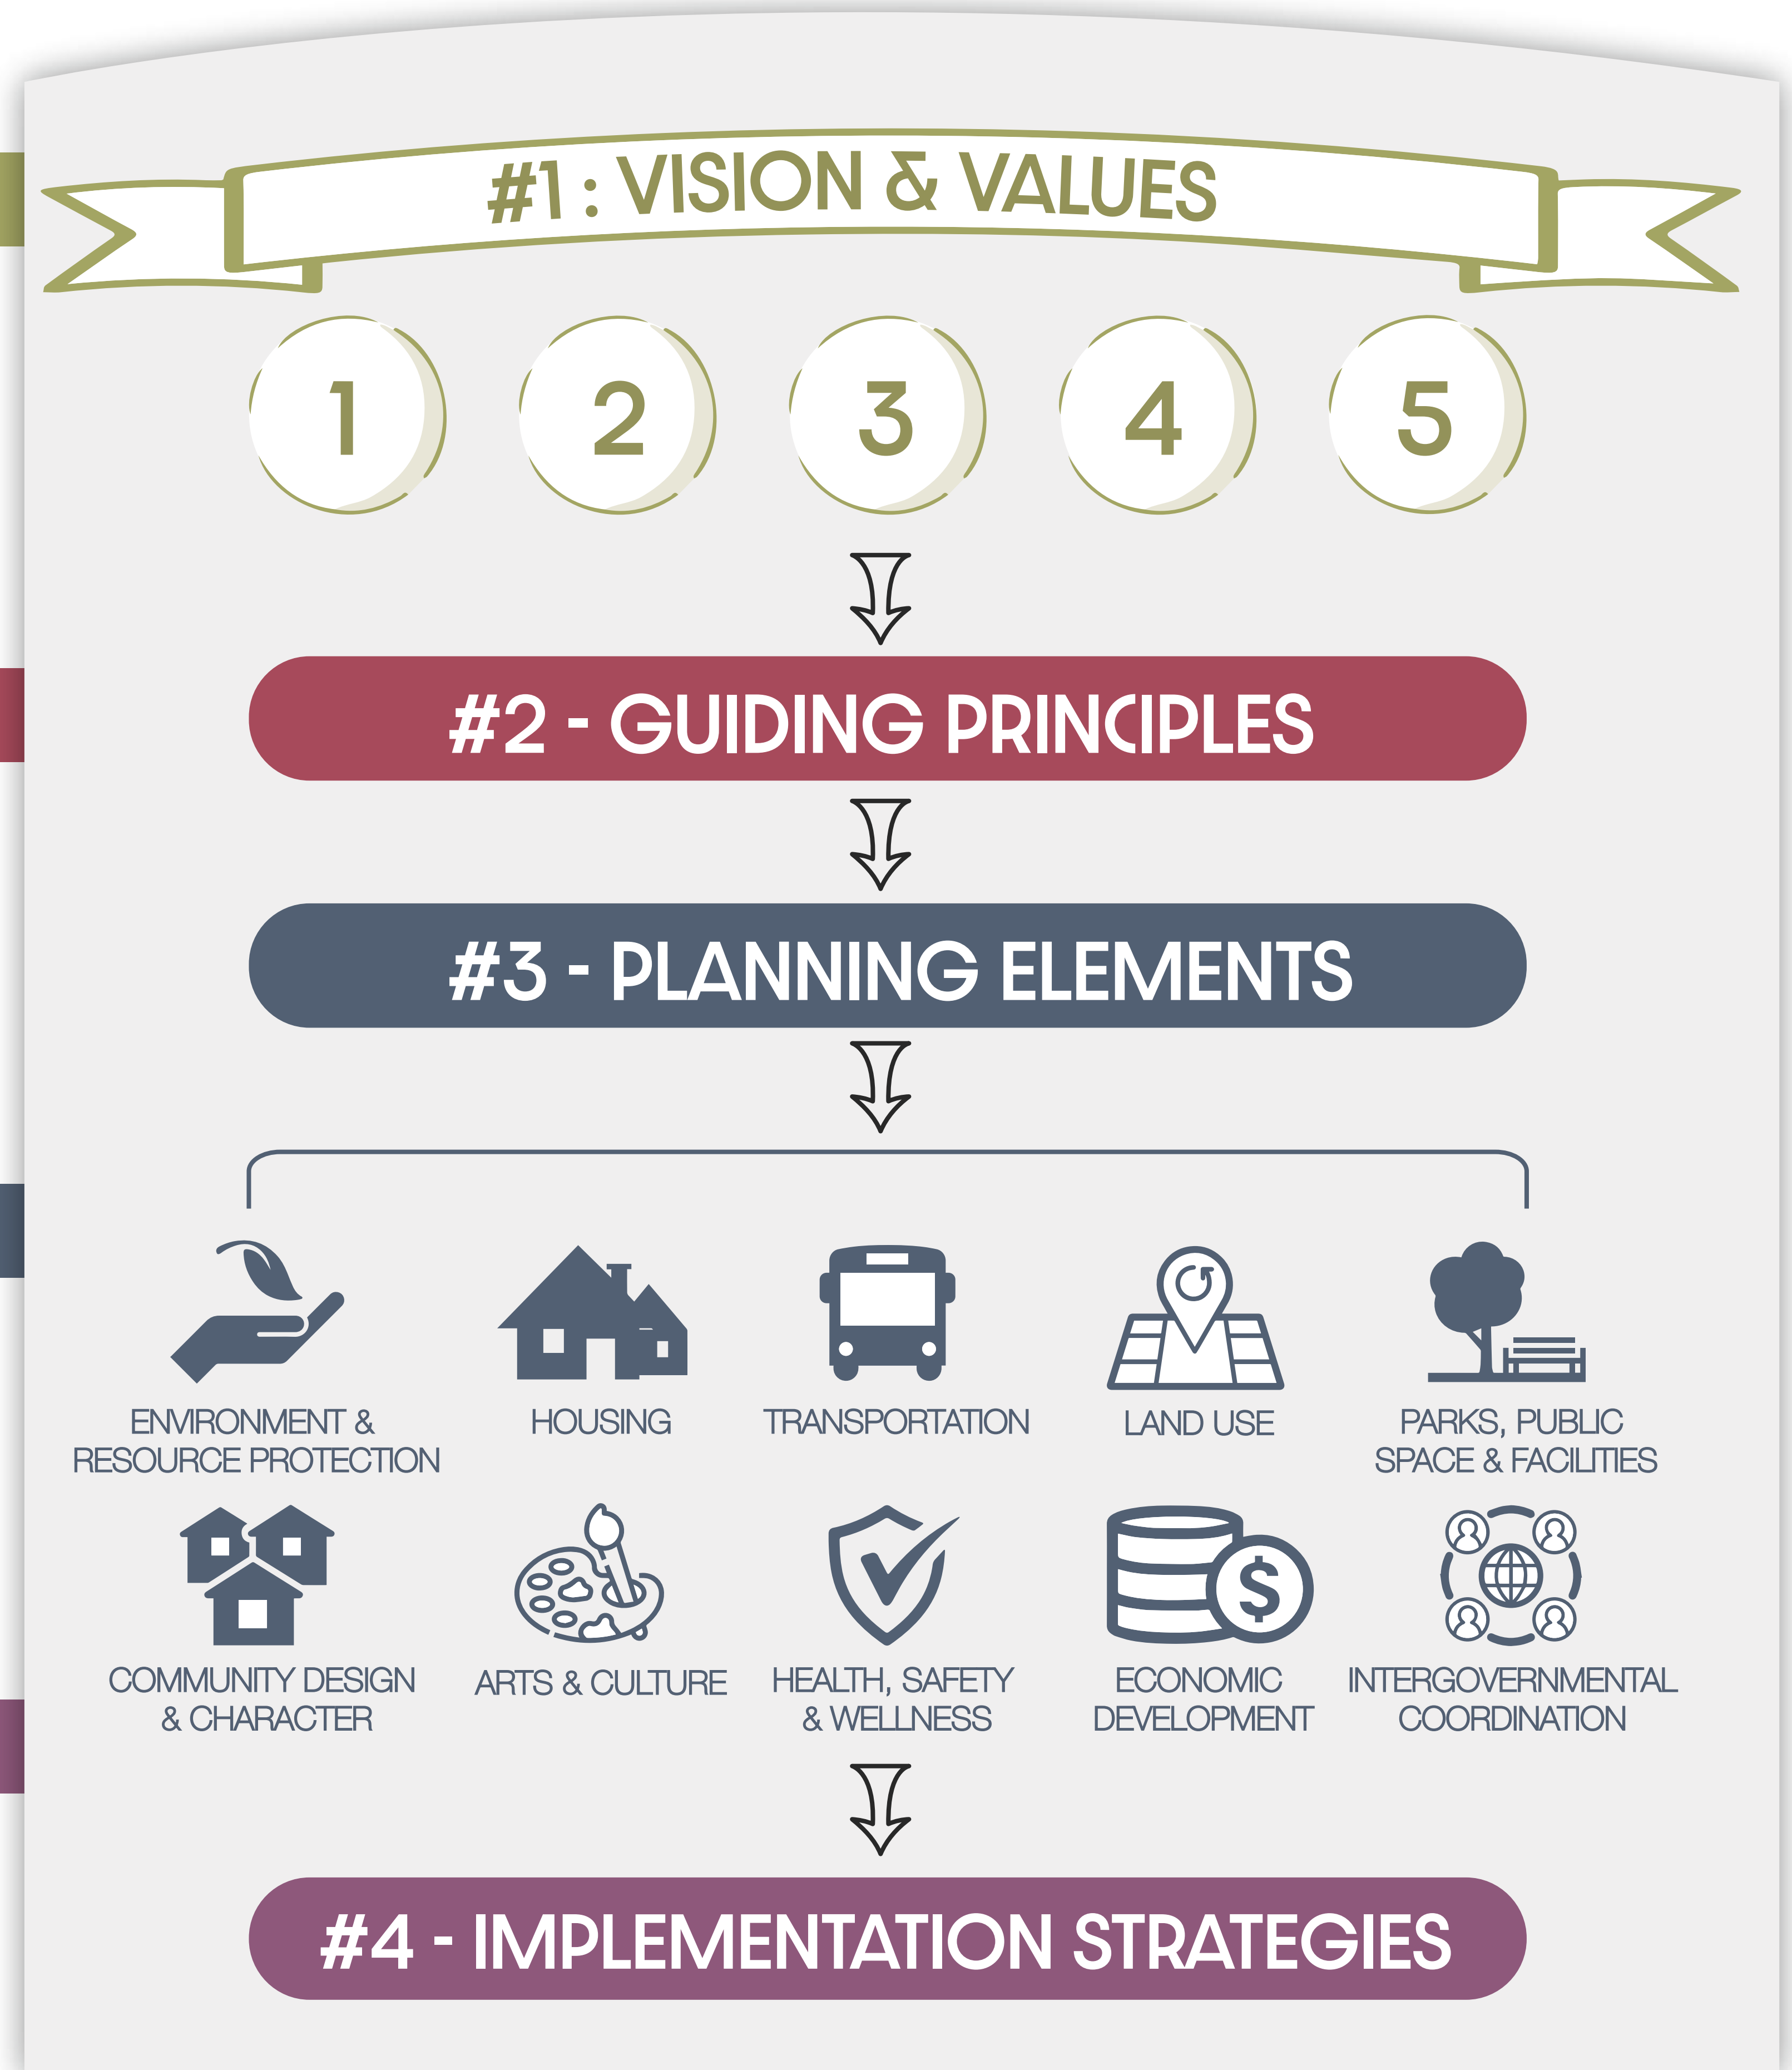 #1 : VISION & VALUES
1 2 3 4 5
#2 - GUIDING PRINCIPLES
#3 - PLANNING ELEMENTS
ENVIRONMENT &
RESOURCE PROTECTION
HOUSING
TRANSPORTATION
LAND USE
PARKS, PUBLIC
SPACE & FACILITIES
COMMUNITY DESIGN
& CHARACTER
ARTS & CULTURE
HEALTH, SAFETY
& WELLNESS
$
ECONOMIC
DEVELOPMENT
INTERGOVERNMENTAL
COORDINATION
#4 - IMPLEMENTATION STRATEGIES